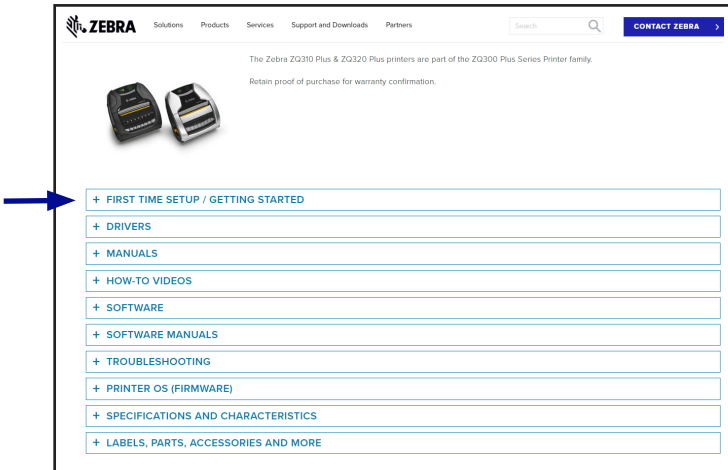 ZEBRA Solutions Products Services Support and Downloads Partners Search CONTACT ZEBRA
The Zebra ZQ310 Plus & ZQ320 Plus printers are part of the ZQ300 Plus Series Printer family.
Retain proof of purchase for warranty confirmation.
+ FIRST TIME SETUP / GETTING STARTED
+ DRIVERS
+ MANUALS
+ HOW-TO VIDEOS
+ SOFTWARE
+ SOFTWARE MANUALS
+ TROUBLESHOOTING
+ PRINTER OS (FIRMWARE)
+ SPECIFICATIONS AND CHARACTERISTICS
+ LABELS, PARTS, ACCESSORIES AND MORE